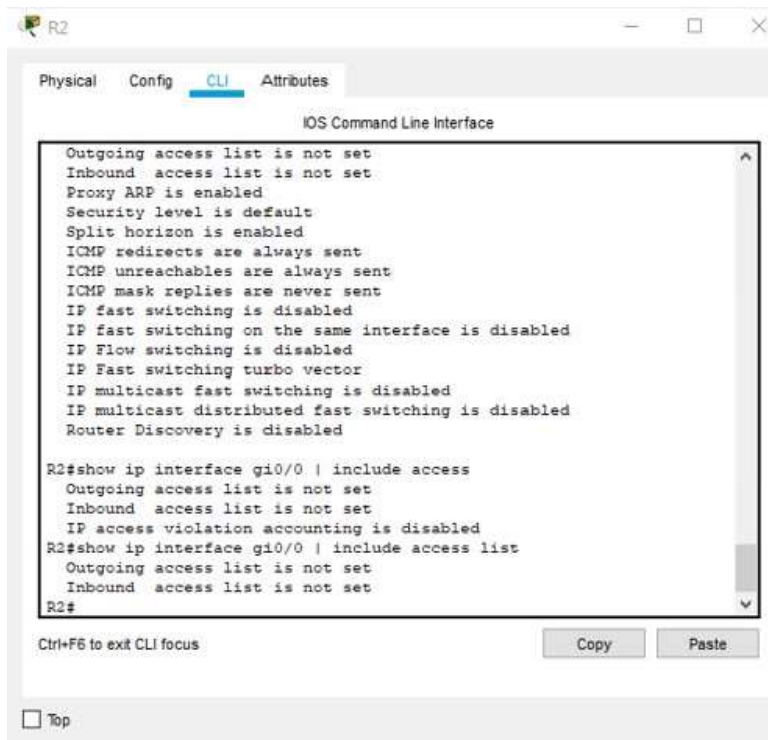 R2
Physical Config CLI Attributes
IOS Command Line Interface
Outgoing access list is not set
Inbound  access list is not set
Proxy ARP is enabled
Security level is default
Split horizon is enabled
ICMP redirects are always sent
ICMP unreachables are always sent
ICMP mask replies are never sent
IP fast switching is disabled
IP fast switching on the same interface is disabled
IP Flow switching is disabled
IP Fast switching turbo vector
IP multicast fast switching is disabled
IP multicast distributed fast switching is disabled
Router Discovery is disabled
R2#show ip interface gi0/0 | include access
Outgoing access list is not set
Inbound  access list is not set
IP access violation accounting is disabled
R2#show ip interface gi0/0 | include access list
Outgoing access list is not set
Inbound  access list is not set
R2#
Ctrl+F6 to exit CLI focus
Copy Paste
Top